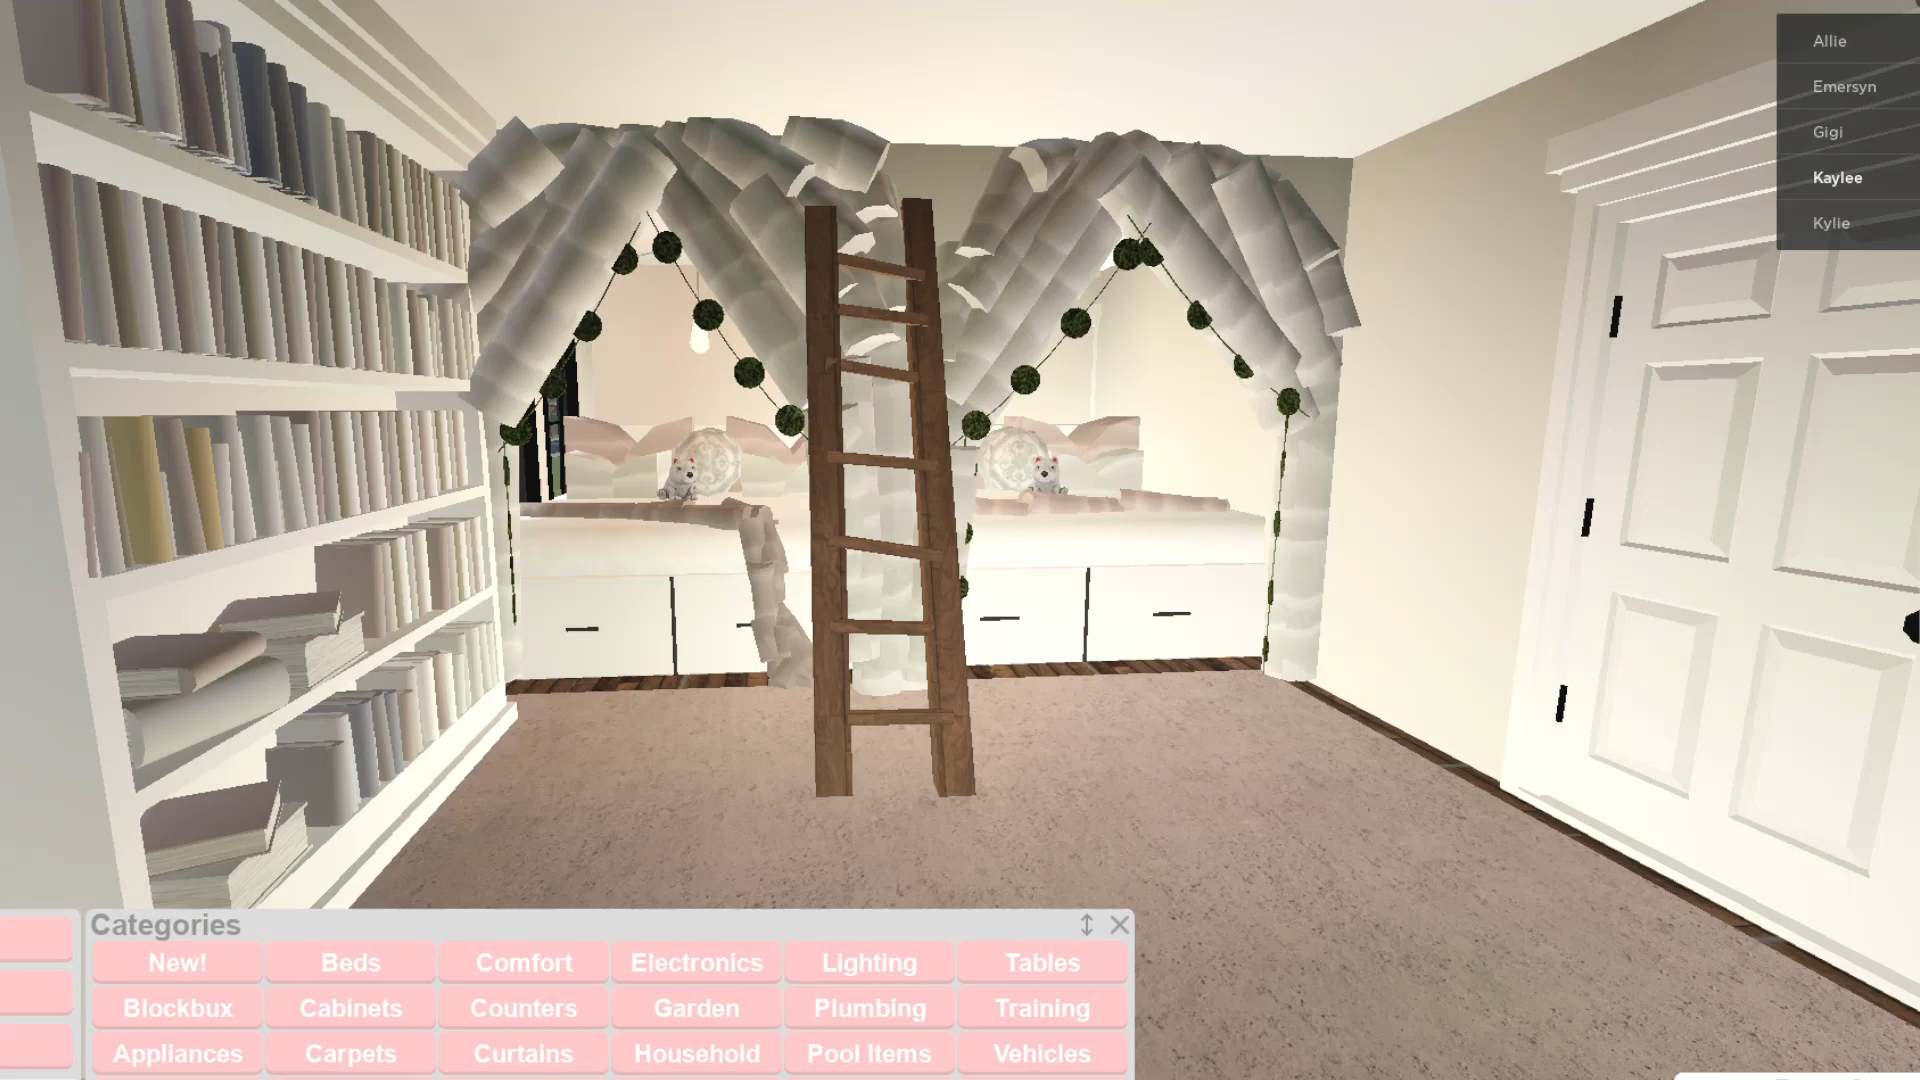 Allie
Emersyn
Gigi
Kaylee
Kylie
Categories
New! Beds Comfort Electronics Lighting Tables
Blockbux Cabinets Counters Garden Plumbing Training
Appliances Carpets Curtains Household Pool Items Vehicles